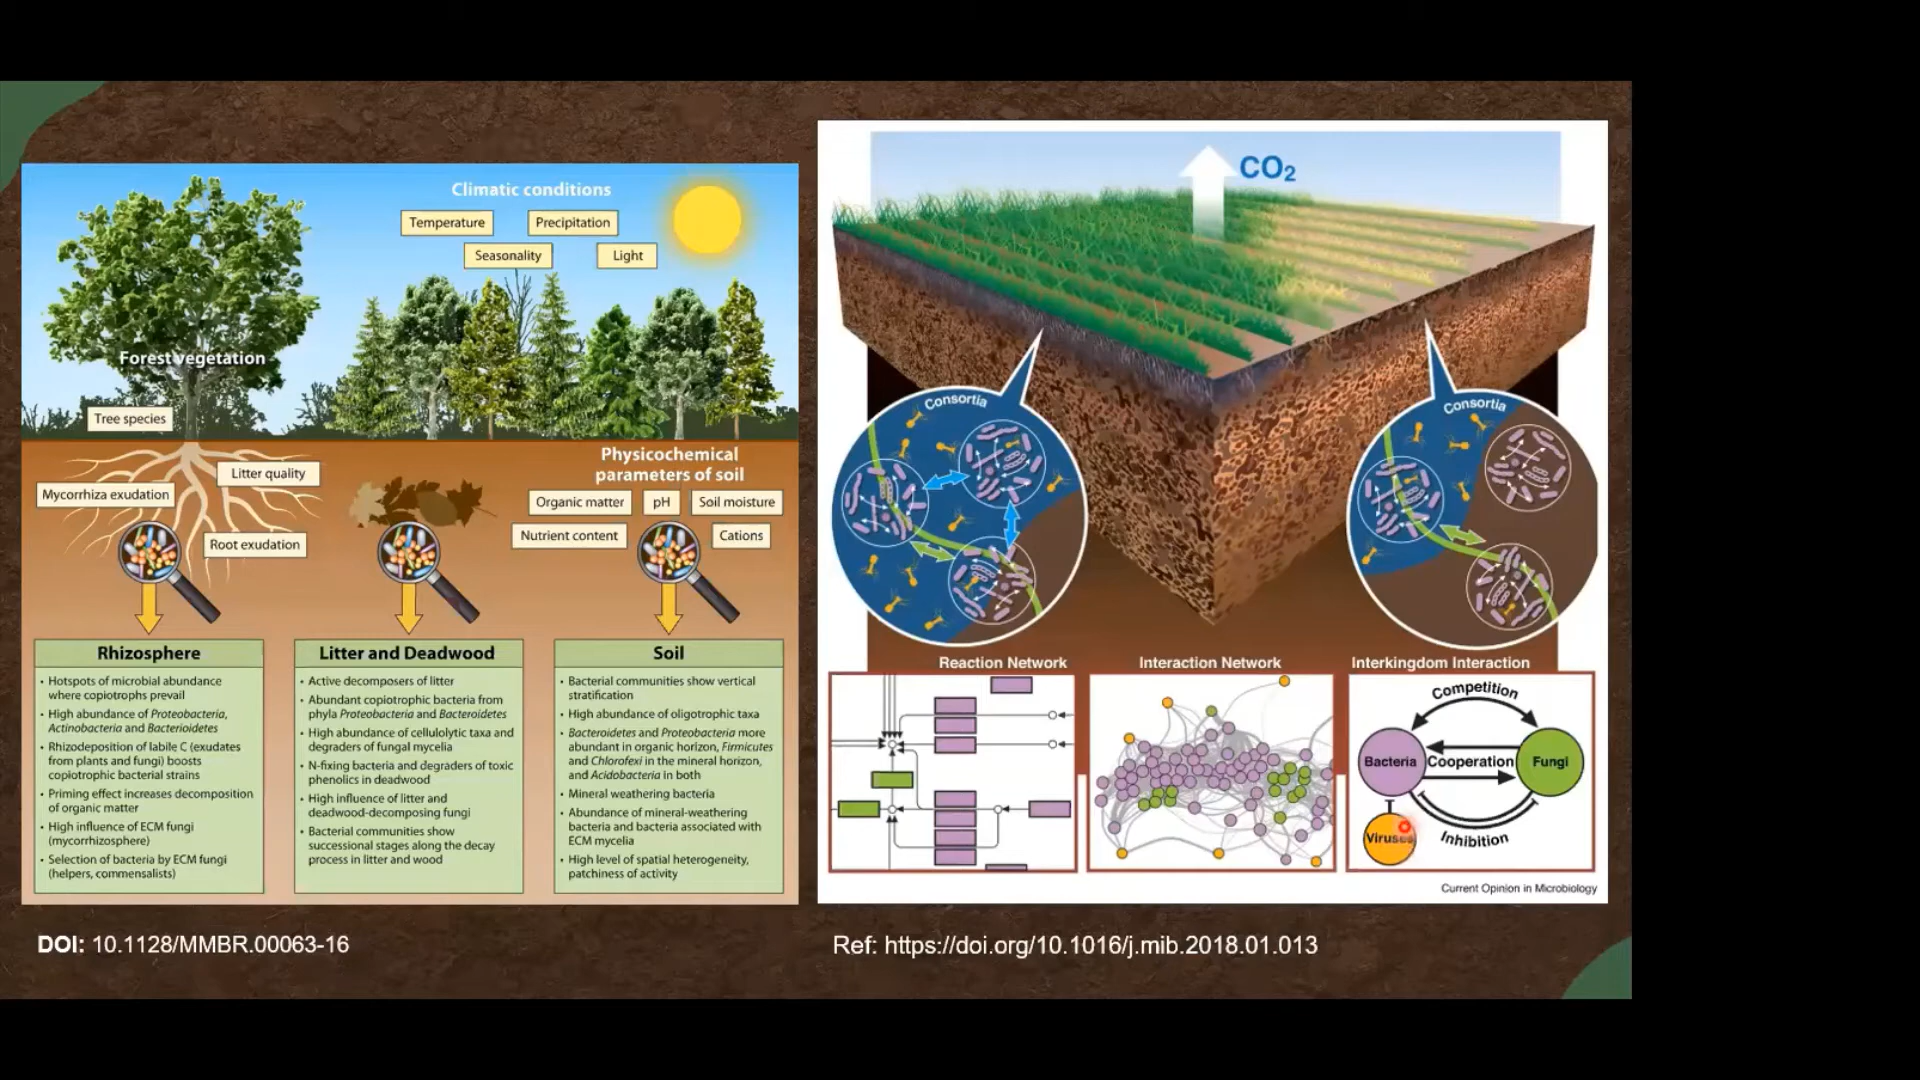 Climatic conditions
Temperature
Precipitation
Seasonality
Light
Forest vegetation
Tree species
Litter quality
Mycorrhiza exudation
Root exudation
Physicochemical
parameters of soil
Organic matter
pH
Soil moisture
Nutrient content
Cations
Rhizosphere
• Hotspots of microbial abundance
where copiotrophs prevail
• High abundance of Proteobacteria,
Actinobacteria and Bacterioidetes
• Rhizodeposition of labile C (exudates
from plants and fungi) boosts
copiotrophic bacterial strains
• Priming effect increases decomposition
of organic matter
• High influence of ECM fungi
(mycorrhizosphere)
• Selection of bacteria by ECM fungi
(helpers, commensalists)
Litter and Deadwood
• Active decomposers of litter
• Abundant copiotrophic bacteria from
phyla Proteobacteria and Bacteroidetes
• High abundance of cellulolytic taxa and
degraders of fungal mycelia
• N-fixing bacteria and degraders of toxic
phenolics in deadwood
• High influence of litter and
deadwood-decomposing fungi
• Bacterial communities show
successional stages along the decay
process in litter and wood
Soil
• Bacterial communities show vertical
stratification
• High abundance of oligotrophic taxa
• Bacteroidetes and Proteobacteria more
abundant in organic horizon, Firmicutes
and Chlorofexi in the mineral horizon,
and Acidobacteria in both
• Mineral weathering bacteria
• Abundance of mineral-weathering
bacteria and bacteria associated with
ECM mycelia
• High level of spatial heterogeneity,
patchiness of activity
DOI: 10.1128/MMBR.00063-16
CO2
Consortia
Consortia
Reaction Network
Interaction Network
Interkingdom Interaction
Competition
Bacteria
Cooperation
Fungi
Viruses
Inhibition
Current Opinion in Microbiology
Ref: https://doi.org/10.1016/j.mib.2018.01.013